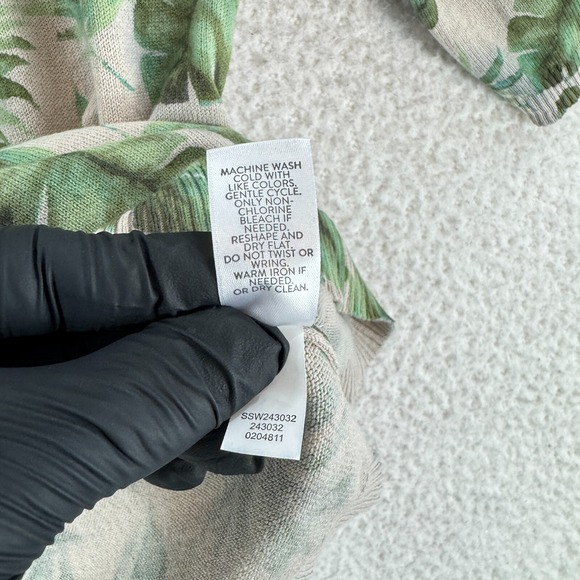 MACHINE WASH
COLD WITH
LIKE COLORS,
GENTLE CYCLE.
ONLY NON-
CHLORINE
BLEACH IF
NEEDED.
RESHAPE AND
DRY FLAT.
DO NOT TWIST OR
WRING.
WARM IRON IF
NEEDED.
OR DRY CLEAN.
SSW243032
243032
0204811